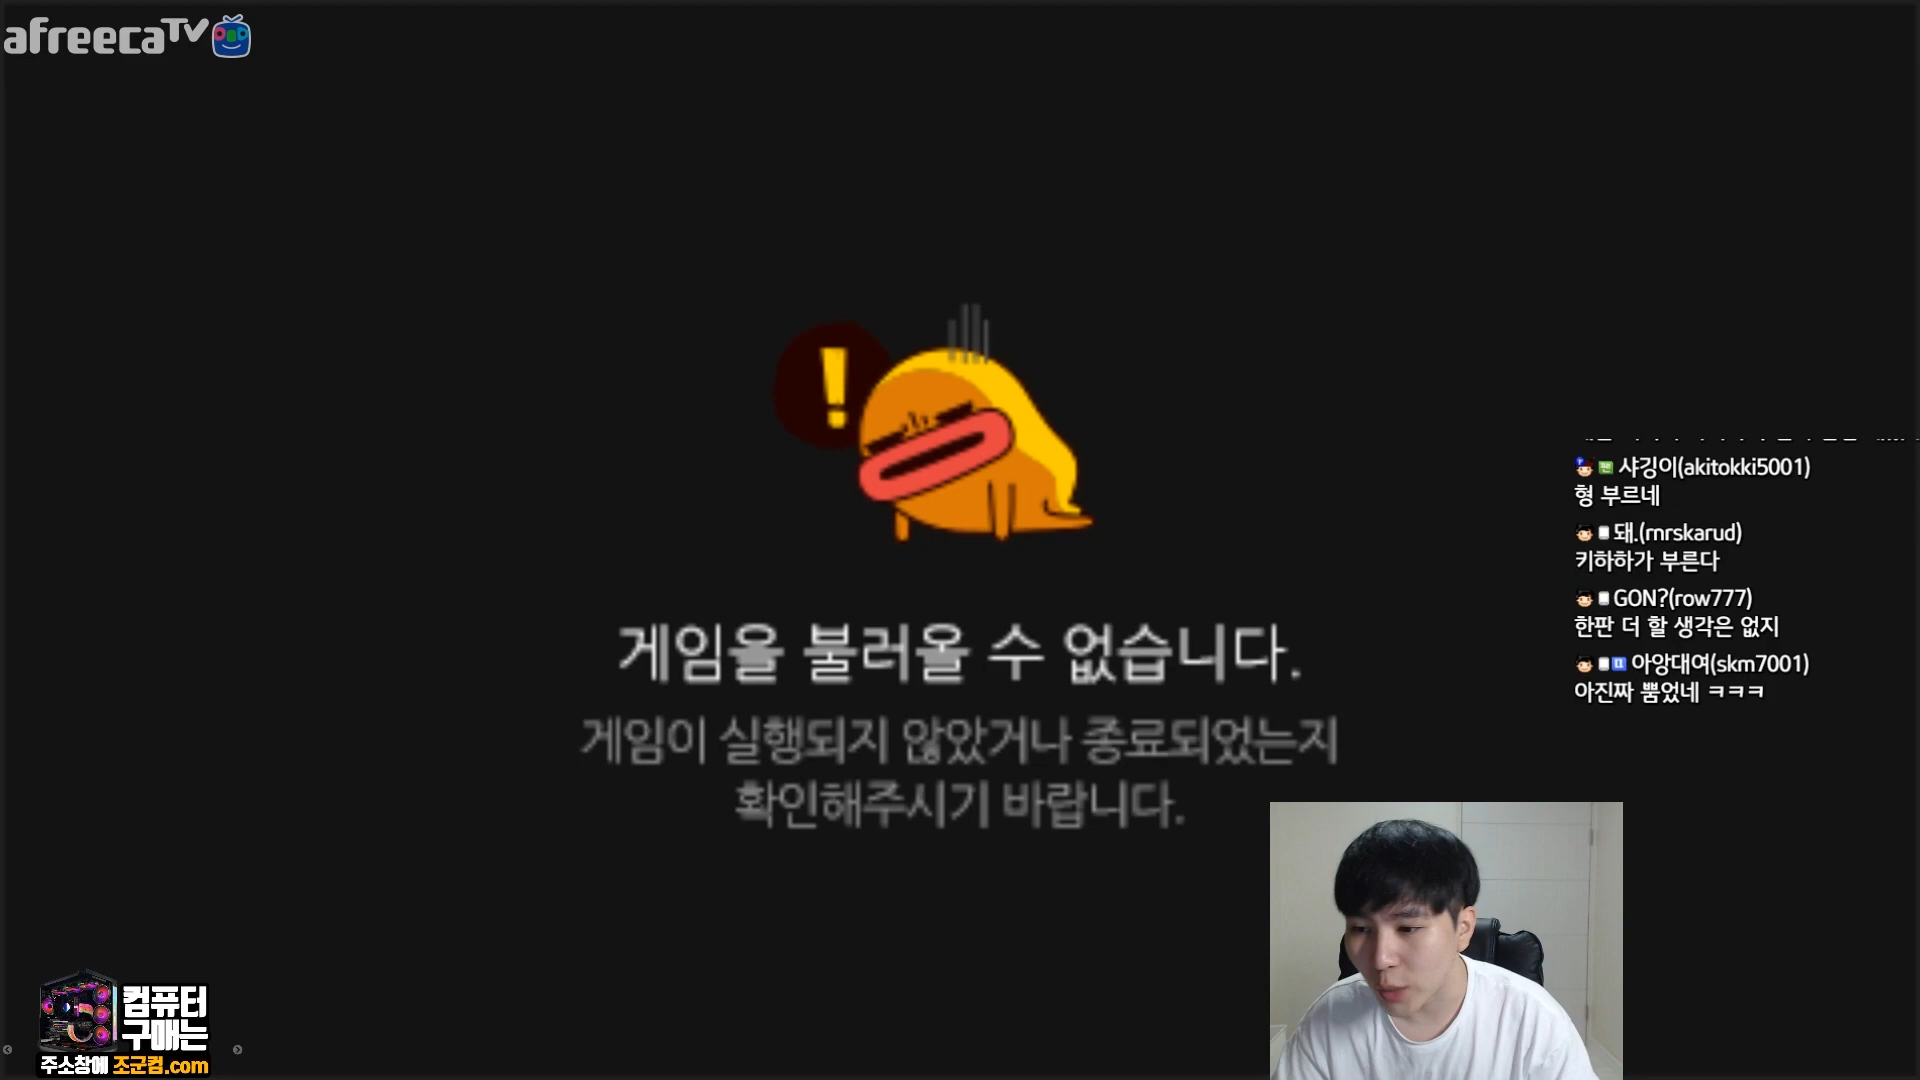 afreecaTV
!
샤깅이(akitokki5001)
형 부르네
돼.(rnrskarud)
키하하가 부른다
GON?(row777)
한판 더 할 생각은 없지
아앙대여(skm7001)
아진짜 뿜었네 ㅋㅋㅋ
게임을 불러올 수 없습니다.
게임이 실행되지 않았거나 종료되었는지
확인해주시기 바랍니다.
컴퓨터
구매는
주소창에 조군컴.com